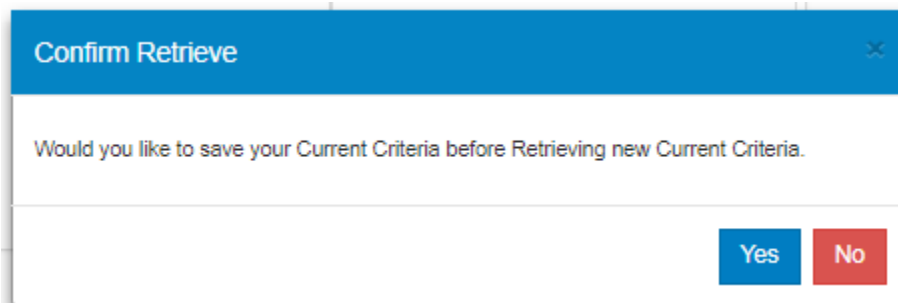 Confirm Retrieve
×
Would you like to save your Current Criteria before Retrieving new Current Criteria.
Yes No